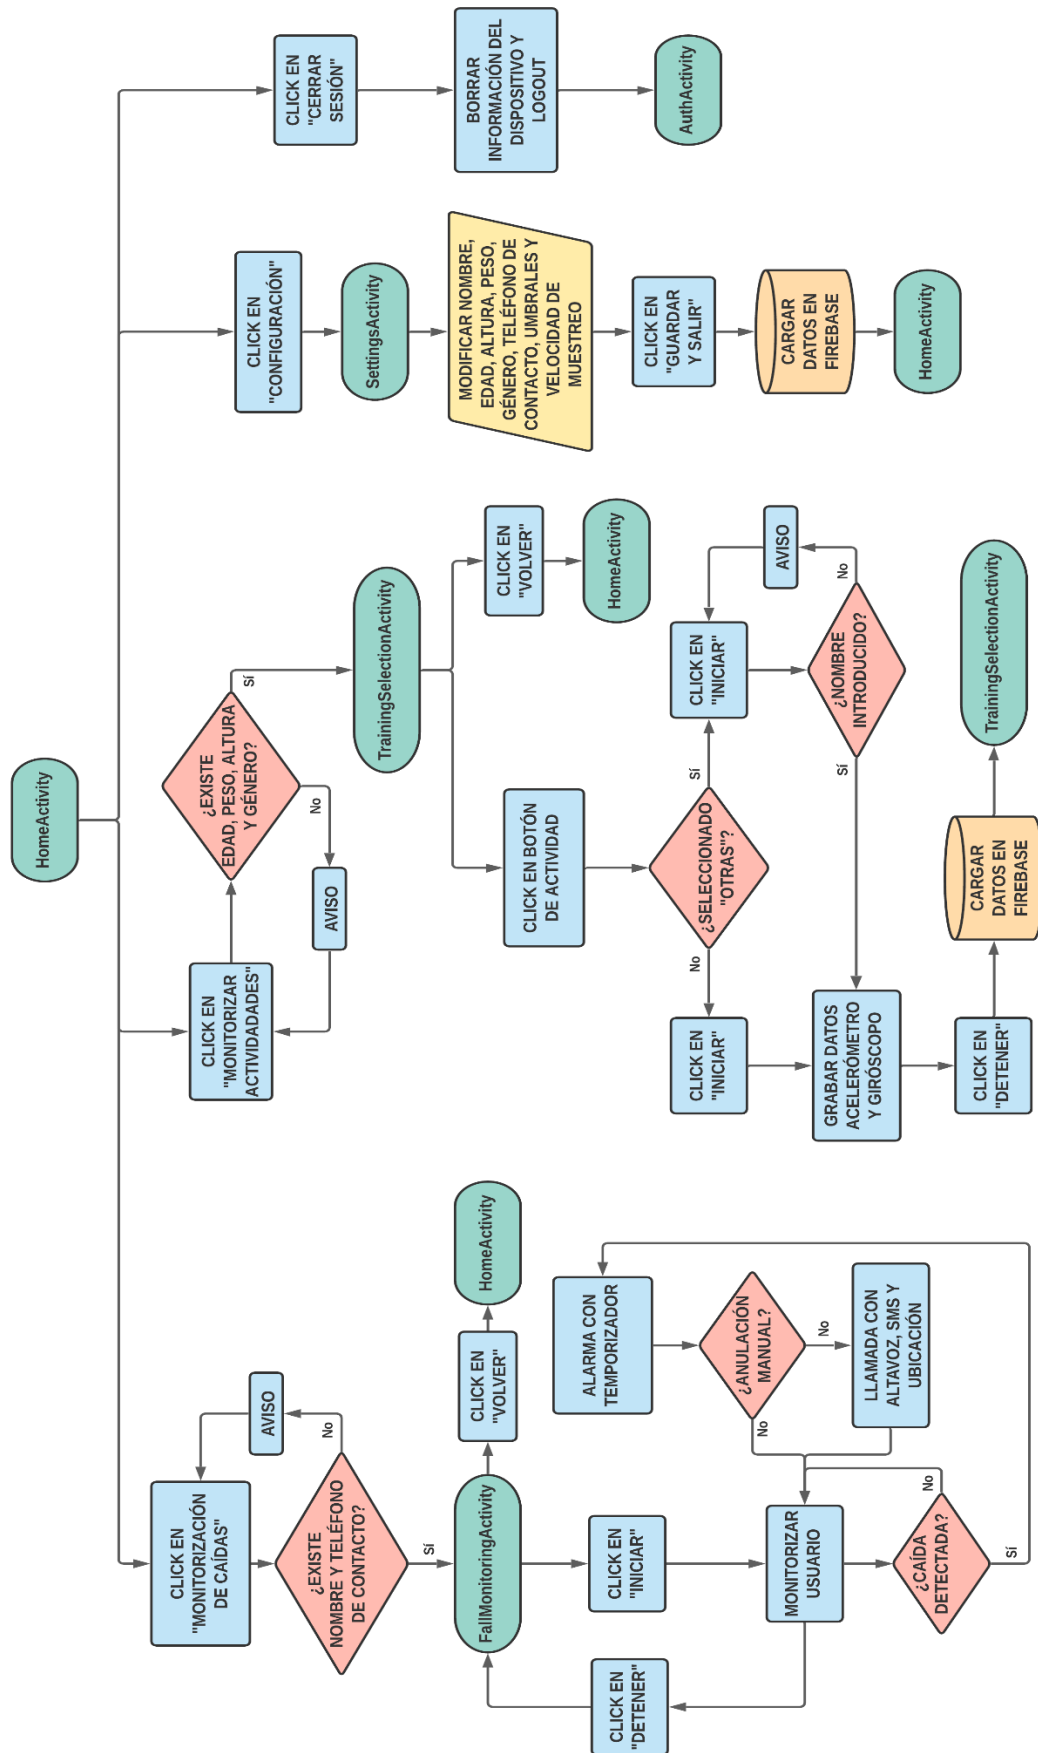 HomeActivity
CLICK EN
"MONITORIZACIÓN
DE CAÍDAS"
AVISO
¿EXISTE
NOMBRE Y TELÉFONO
DE CONTACTO?
No
Sí
FallMonitoringActivity
CLICK EN
"VOLVER"
HomeActivity
CLICK EN
"INICIAR"
CLICK EN
"DETENER"
MONITORIZAR
USUARIO
¿CAÍDA
DETECTADA?
No
Sí
ALARMA CON
TEMPORIZADOR
¿ANULACIÓN
MANUAL?
No
No
LLAMADA CON
ALTAVOZ, SMS Y
UBICACIÓN
CLICK EN
"MONITORIZAR
ACTIVIDADADES"
¿EXISTE
EDAD, PESO, ALTURA
Y GÉNERO?
No
AVISO
Sí
TrainingSelectionActivity
CLICK EN BOTÓN
DE ACTIVIDAD
CLICK EN
"VOLVER"
HomeActivity
¿SELECCIONADO
"OTRAS"?
No
Sí
CLICK EN
"INICIAR"
CLICK EN
"INICIAR"
AVISO
¿NOMBRE
INTRODUCIDO?
No
Sí
GRABAR DATOS
ACELERÓMETRO
Y GIRÓSCOPO
CLICK EN
"DETENER"
CARGAR
DATOS EN
FIREBASE
TrainingSelectionActivity
CLICK EN
"CONFIGURACIÓN"
SettingsActivity
MODIFICAR NOMBRE,
EDAD, ALTURA, PESO,
GÉNERO, TELÉFONO DE
CONTACTO, UMBRALES Y
VELOCIDAD DE
MUESTREO
CLICK EN
"GUARDAR
Y SALIR"
CARGAR
DATOS EN
FIREBASE
HomeActivity
CLICK EN
"CERRAR
SESIÓN"
BORRAR
INFORMACIÓN DEL
DISPOSITIVO Y
LOGOUT
AuthActivity